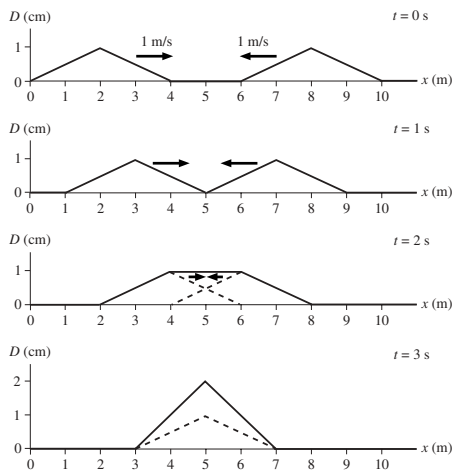 D (cm) t = 0 s
1 m/s 1 m/s
1
0
0 1 2 3 4 5 6 7 8 9 10 x (m)
D (cm) t = 1 s
1
0
0 1 2 3 4 5 6 7 8 9 10 x (m)
D (cm) t = 2 s
1
0
0 1 2 3 4 5 6 7 8 9 10 x (m)
D (cm) t = 3 s
2
1
0
0 1 2 3 4 5 6 7 8 9 10 x (m)